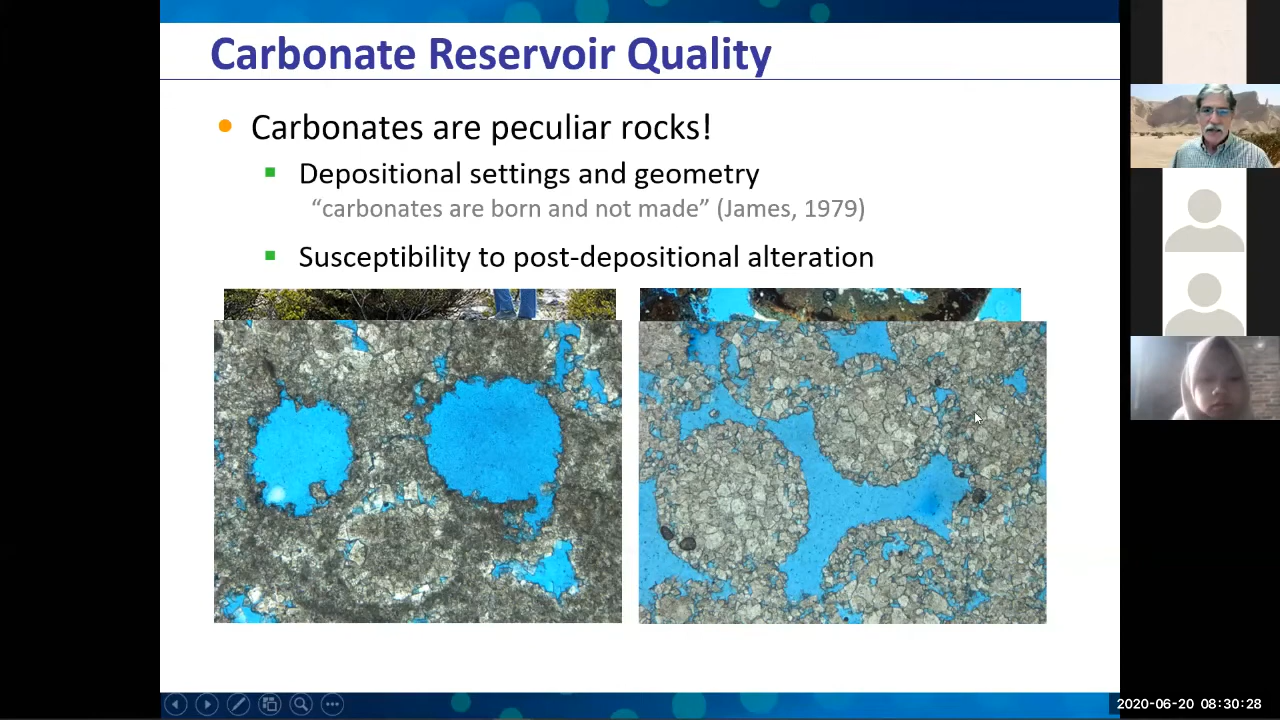 Carbonate Reservoir Quality
Carbonates are peculiar rocks!
Depositional settings and geometry
“carbonates are born and not made” (James, 1979)
Susceptibility to post-depositional alteration
2020-06-20 08:30:28